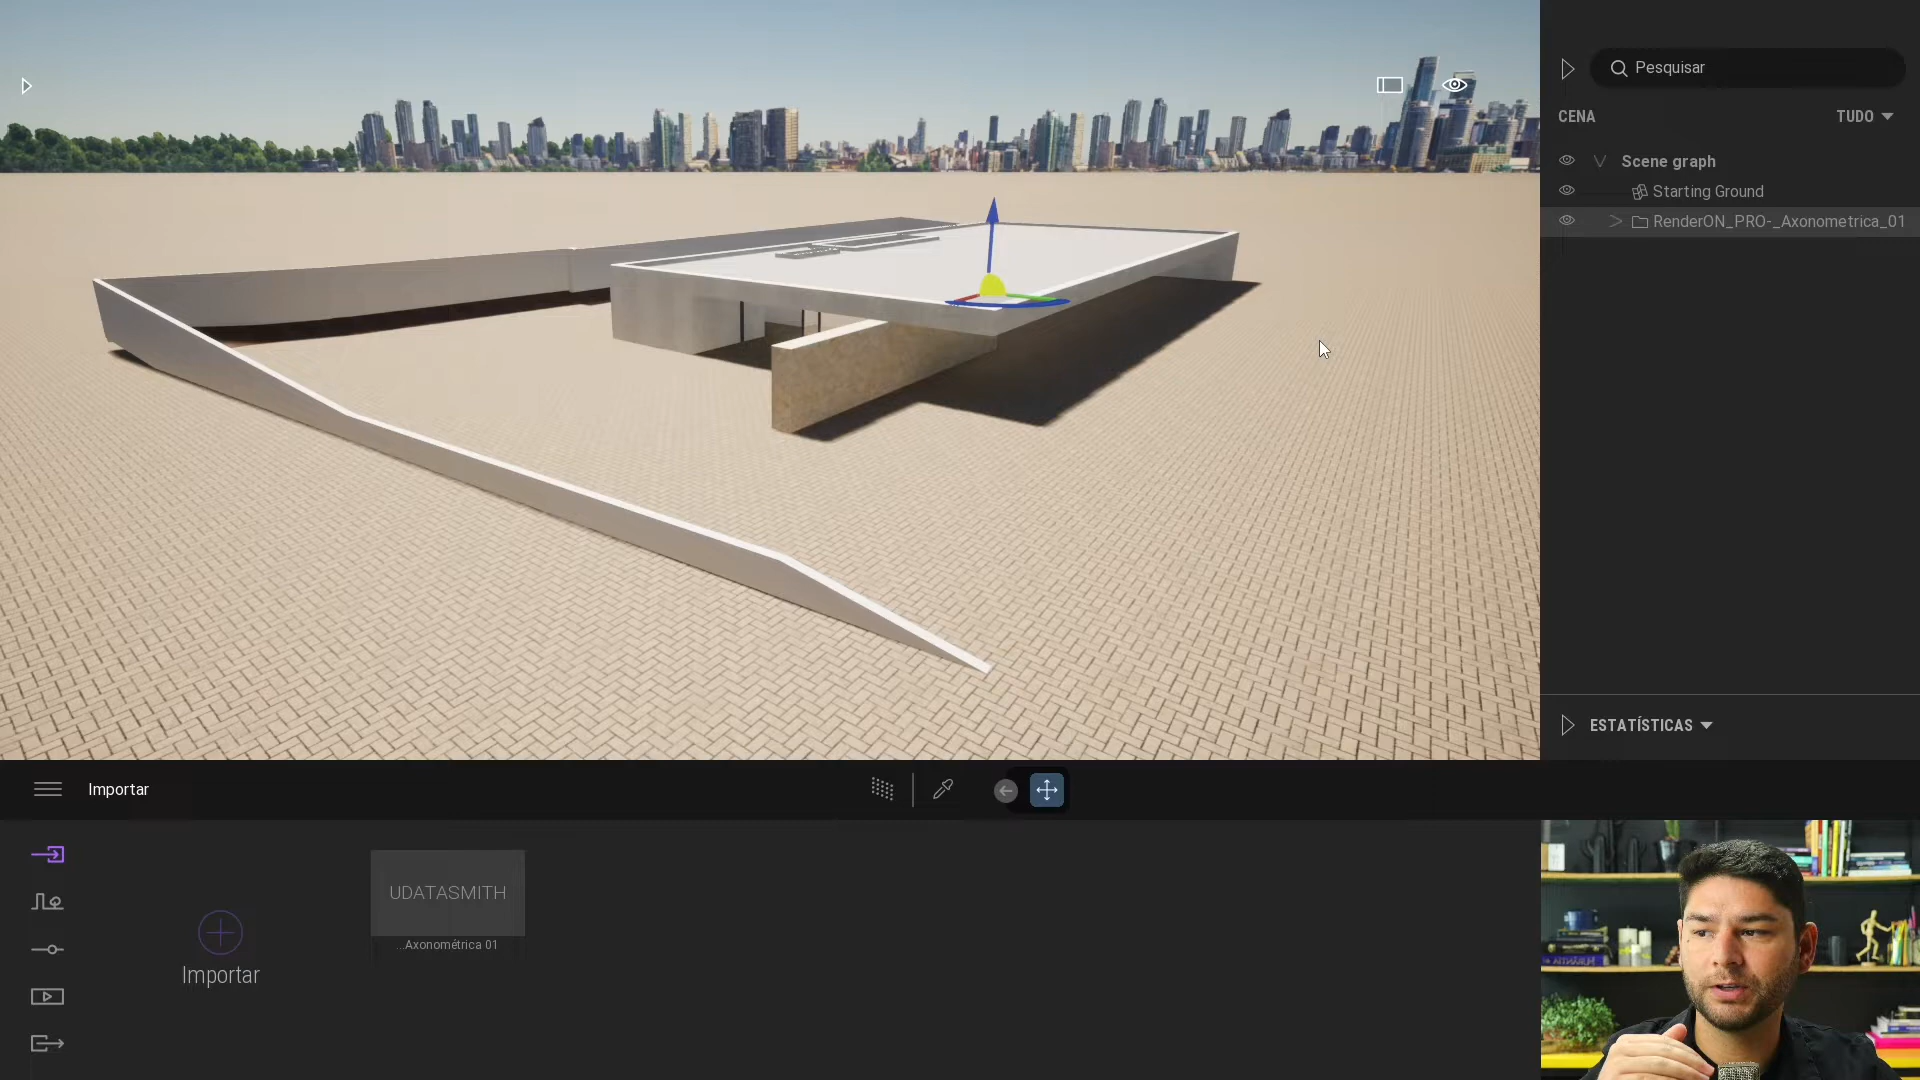 Pesquisar
CENA
TUDO
Scene graph
Starting Ground
RenderON_PRO-_Axonometrica_01
ESTATÍSTICAS
Importar
UDATASMITH
...Axonométrica 01
Importar